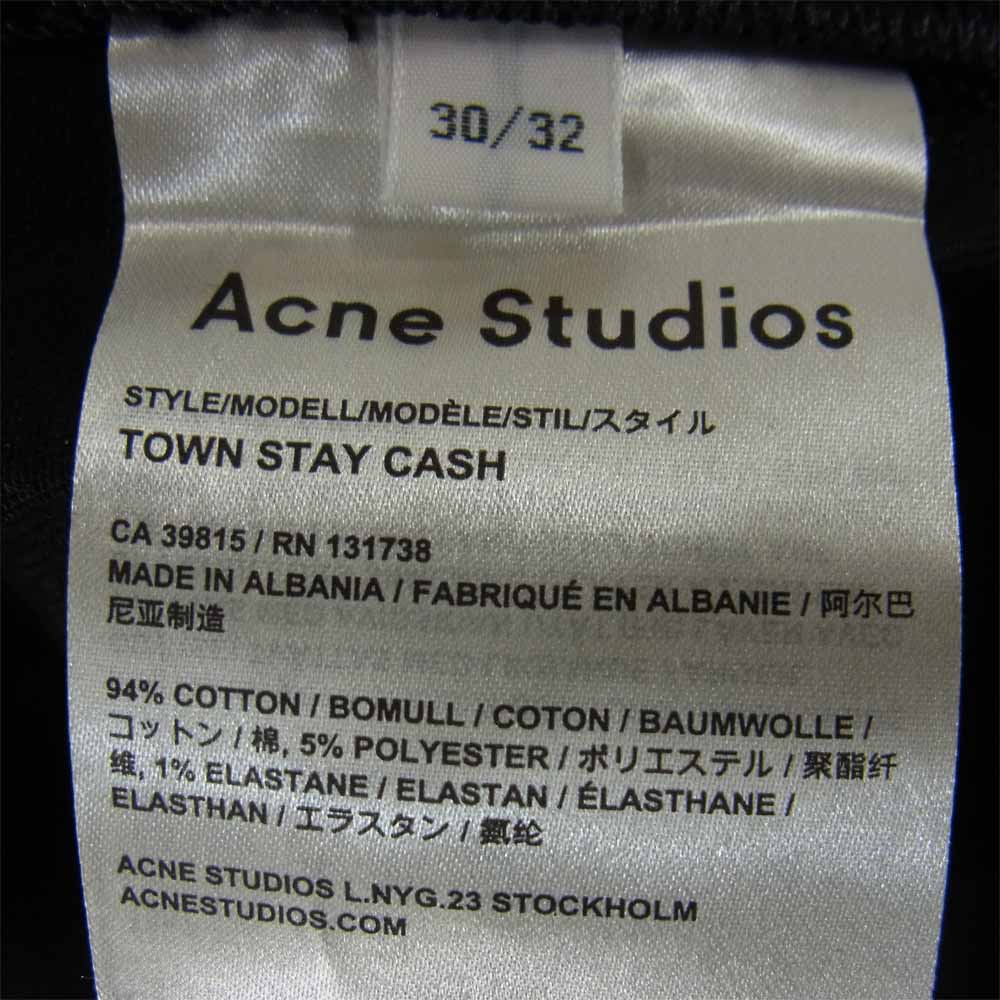 30/32
Acne Studios
STYLE/MODELL/MODÈLE/STIL/スタイル
TOWN STAY CASH
CA 39815 / RN 131738
MADE IN ALBANIA / FABRIQUÉ EN ALBANIE / 阿尔巴
尼亚制造
94% COTTON / BOMULL / COTON / BAUMWOLLE /
コットン / 棉, 5% POLYESTER / ポリエステル / 聚酯纤
维, 1% ELASTANE / ELASTAN / ÉLASTHANE /
ELASTHAN / エラスタン / 氨纶
ACNE STUDIOS L.NYG.23 STOCKHOLM
ACNESTUDIOS.COM